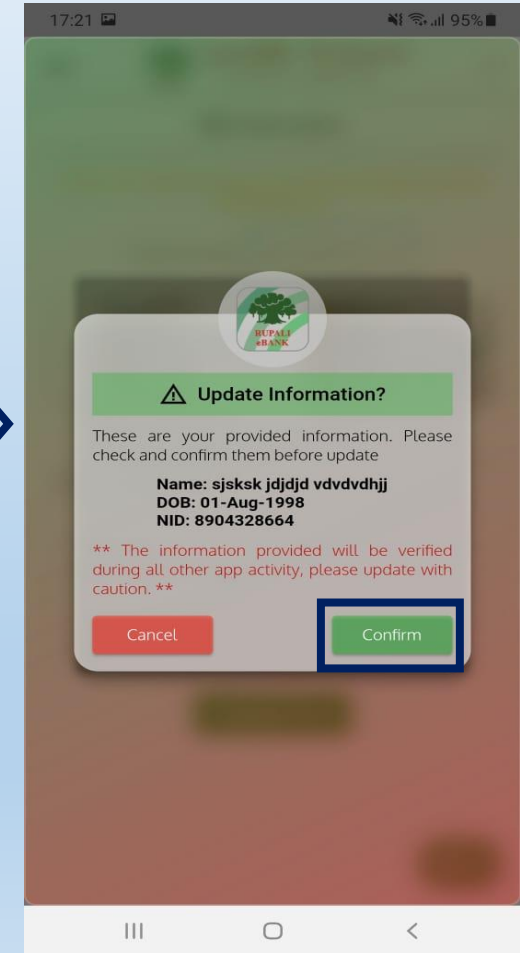 17:21 95%
RUPALI
eBANK
Update Information?
These are your provided information. Please
check and confirm them before update
Name: sjsksk jdjdjd vdvdvdhjj
DOB: 01-Aug-1998
NID: 8904328664
** The information provided will be verified
during all other app activity, please update with
caution. **
Cancel Confirm